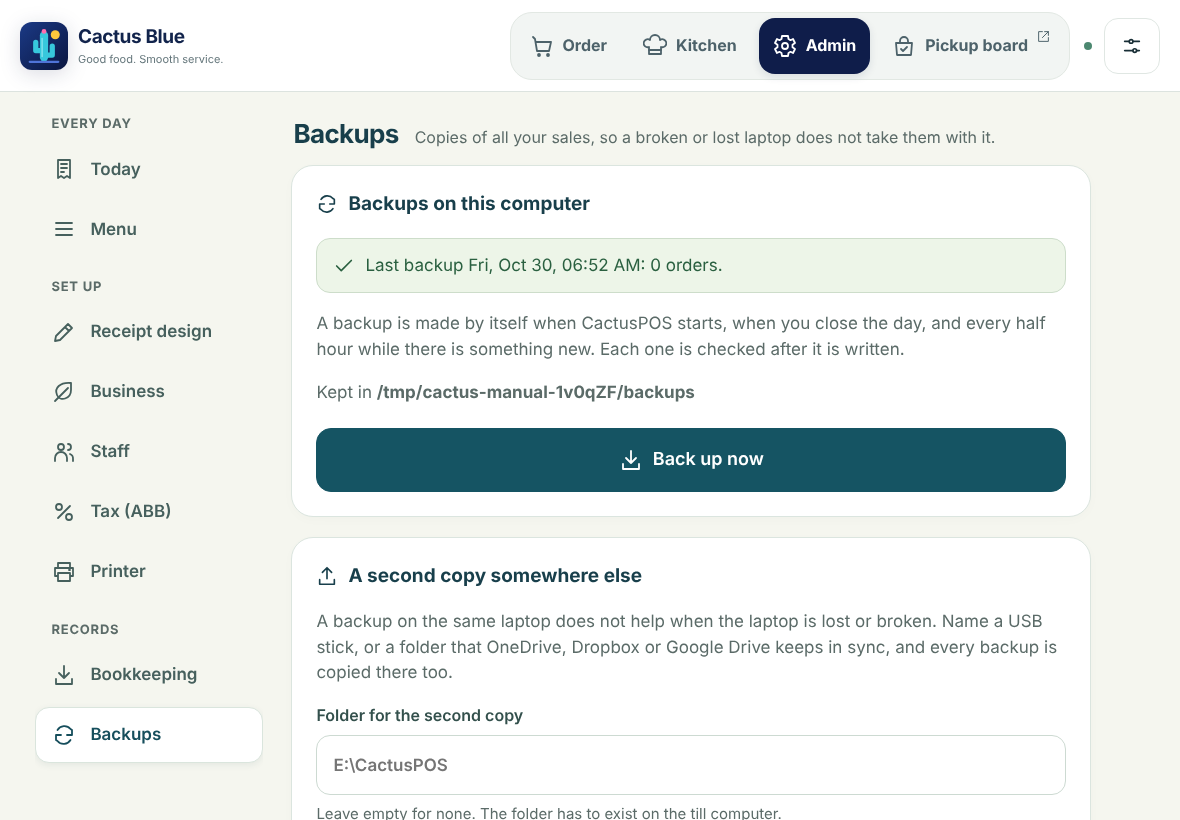 Cactus Blue
Good food. Smooth service.
Order
Kitchen
Admin
Pickup board
EVERY DAY
Today
Menu
SET UP
Receipt design
Business
Staff
Tax (ABB)
Printer
RECORDS
Bookkeeping
Backups
Backups
Copies of all your sales, so a broken or lost laptop does not take them with it.
Backups on this computer
Last backup Fri, Oct 30, 06:52 AM: 0 orders.
A backup is made by itself when CactusPOS starts, when you close the day, and every half
hour while there is something new. Each one is checked after it is written.
Kept in /tmp/cactus-manual-1v0qZF/backups
Back up now
A second copy somewhere else
A backup on the same laptop does not help when the laptop is lost or broken. Name a USB
stick, or a folder that OneDrive, Dropbox or Google Drive keeps in sync, and every backup is
copied there too.
Folder for the second copy
E:\CactusPOS
Leave empty for none. The folder has to exist on the till computer.